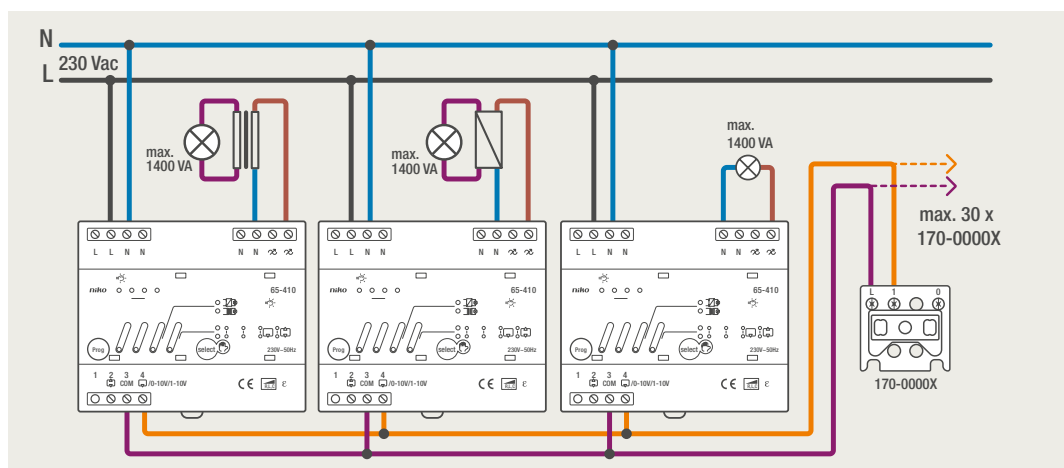 N
L 230 Vac
max.
1400 VA
max.
1400 VA
max.
1400 VA
max. 30 x
170-0000X
L L N N
N N
niko
65-410
Prog
select
230V~50Hz
1 2 3 4
COM /0-10V/1-10V
CE
L L N N
N N
niko
65-410
Prog
select
230V~50Hz
1 2 3 4
COM /0-10V/1-10V
CE
L L N N
N N
niko
65-410
Prog
select
230V~50Hz
1 2 3 4
COM /0-10V/1-10V
CE
L 1 0
170-0000X